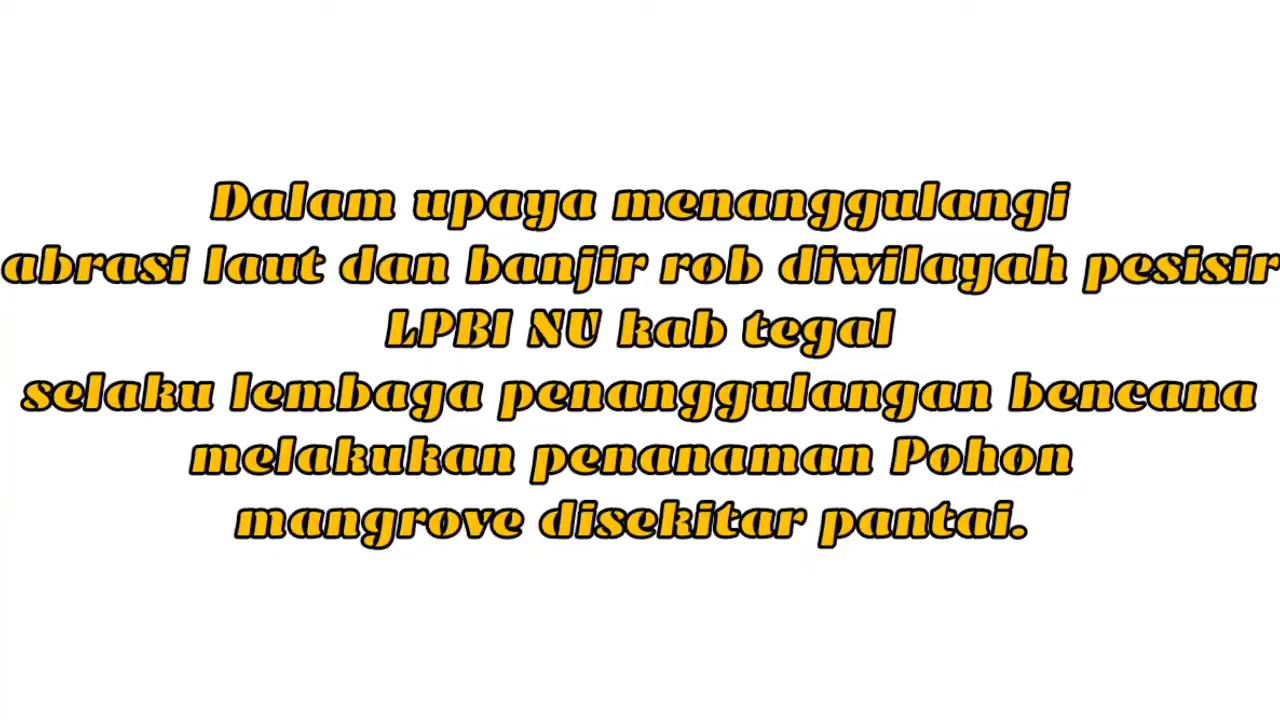 Dalam upaya menanggulangi
abrasi laut dan banjir rob diwilayah pesisir
LPBI NU kab tegal
selaku lembaga penanggulangan bencana
melakukan penanaman Pohon
mangrove disekitar pantai.